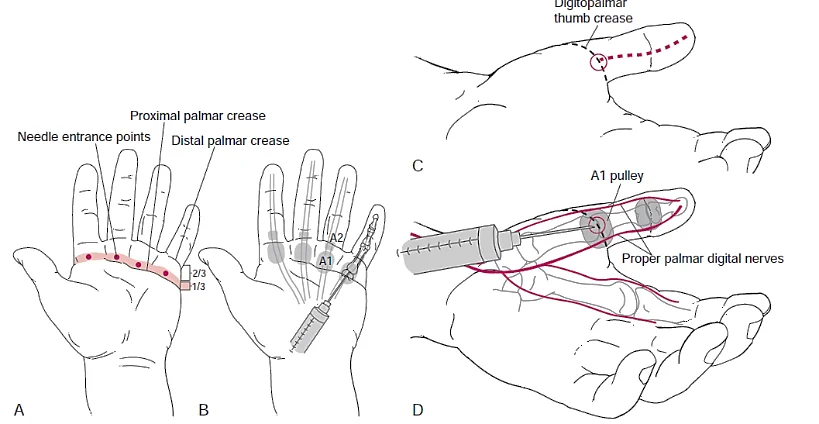 Digitopalmar
thumb crease
Proximal palmar crease
Needle entrance points
Distal palmar crease
C
A1 pulley
A2
A1
2/3
1/3
Proper palmar digital nerves
A
B
D